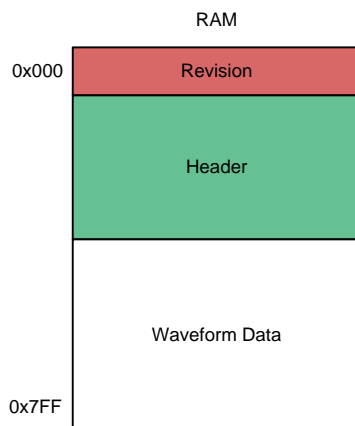 RAM
0x000
Revision
Header
Waveform Data
0x7FF